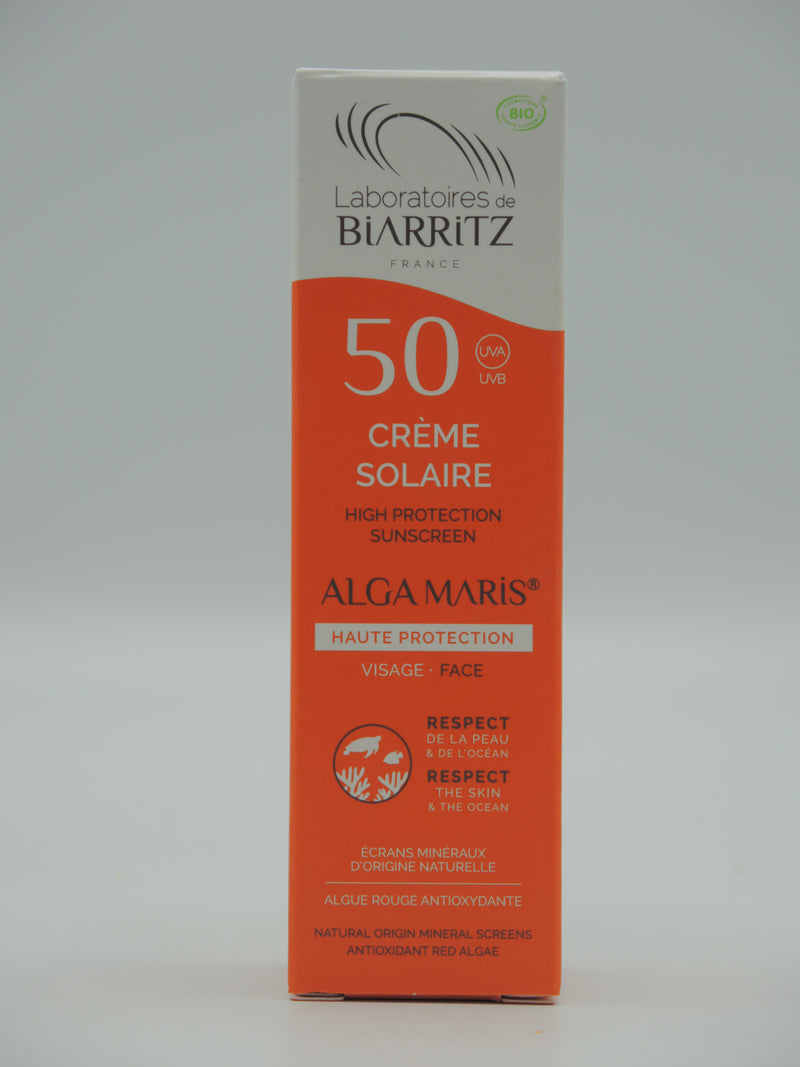 COSMÉTIQUE
BIO®
Laboratoires de
BiARRiTZ
FRANCE
50
UVA
UVB
CRÈME
SOLAIRE
HIGH PROTECTION
SUNSCREEN
ALGA MARiS®
HAUTE PROTECTION
VISAGE · FACE
RESPECT
DE LA PEAU
& DE L'OCÉAN
RESPECT
THE SKIN
& THE OCEAN
ÉCRANS MINÉRAUX
D'ORIGINE NATURELLE
ALGUE ROUGE ANTIOXYDANTE
NATURAL ORIGIN MINERAL SCREENS
ANTIOXIDANT RED ALGAE